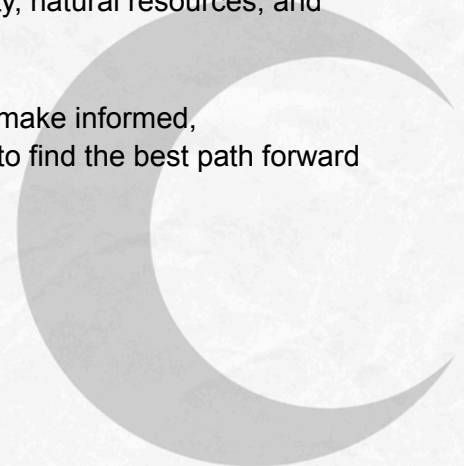 natural resources, and
make informed,
to find the best path forward